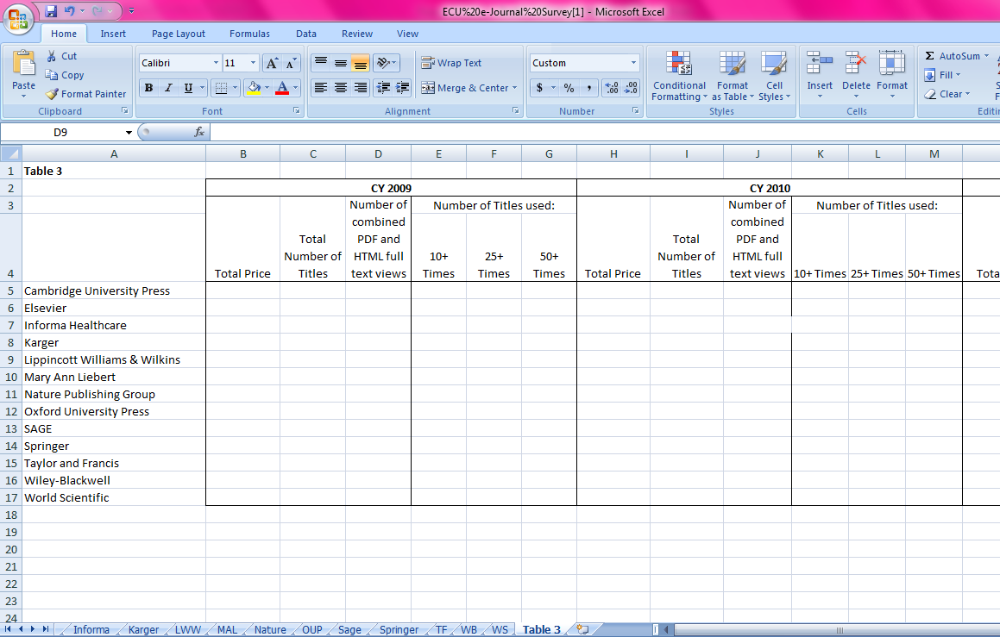 ECU%20e-Journal%20Survey[1] - Microsoft Excel
Home Insert Page Layout Formulas Data Review View
Paste Cut Copy Format Painter Clipboard
Calibri 11 B I U A A A Font
Wrap Text Merge & Center Alignment
Custom $ % , .00 .00 Number
Conditional Formatting Format as Table Cell Styles Styles
Insert Delete Format Cells
Σ AutoSum Fill Clear
D9 fx
A B C D E F G H I J K L M
1 Table 3
2 CY 2009 CY 2010
3 Number of Titles used: Number of Titles used:
4 Total Price Total Number of Titles Number of combined PDF and HTML full text views 10+ Times 25+ Times 50+ Times Total Price Total Number of Titles Number of combined PDF and HTML full text views 10+ Times 25+ Times 50+ Times
5 Cambridge University Press
6 Elsevier
7 Informa Healthcare
8 Karger
9 Lippincott Williams & Wilkins
10 Mary Ann Liebert
11 Nature Publishing Group
12 Oxford University Press
13 SAGE
14 Springer
15 Taylor and Francis
16 Wiley-Blackwell
17 World Scientific
18
19
20
21
22
23
24
Informa Karger LWW MAL Nature OUP Sage Springer TF WB WS Table 3